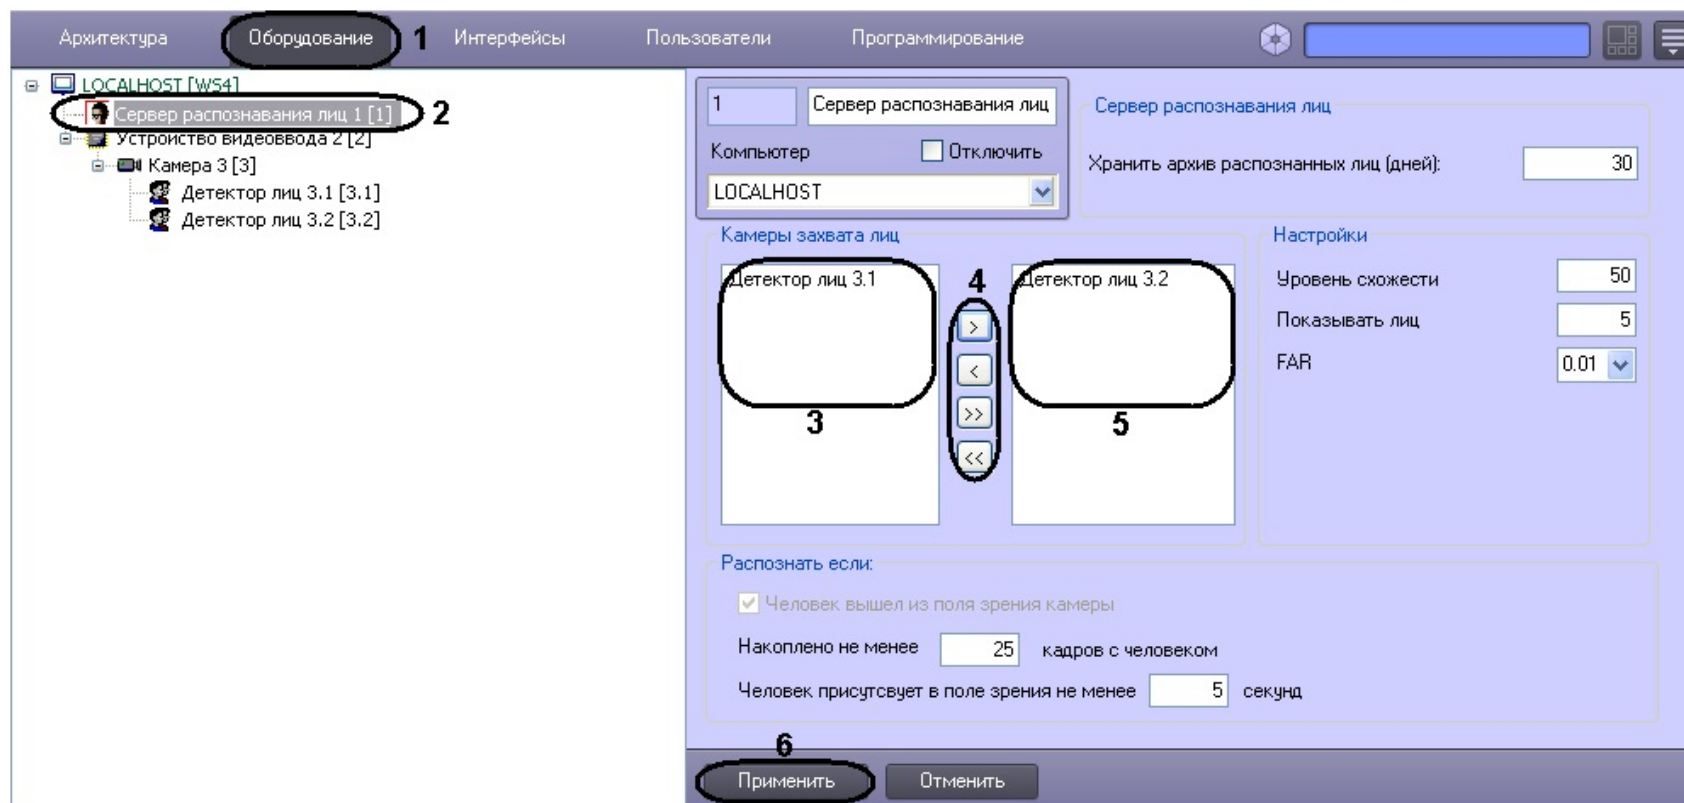 Архитектура Оборудование 1 Интерфейсы Пользователи Программирование
LOCALHOST [WS4]
Сервер распознавания лиц 1 [1] 2
Устройство видеоввода 2 [2]
Камера 3 [3]
Детектор лиц 3.1 [3.1]
Детектор лиц 3.2 [3.2]
1 Сервер распознавания лиц
Компьютер Отключить
LOCALHOST
Сервер распознавания лиц
Хранить архив распознанных лиц (дней): 30
Камеры захвата лиц
Детектор лиц 3.1 4 Детектор лиц 3.2
>
<
>>
<<
3 5
Настройки
Уровень схожести 50
Показывать лиц 5
FAR 0.01
Распознать если:
Человек вышел из поля зрения камеры
Накоплено не менее 25 кадров с человеком
Человек присутсвует в поле зрения не менее 5 секунд
6
Применить Отменить